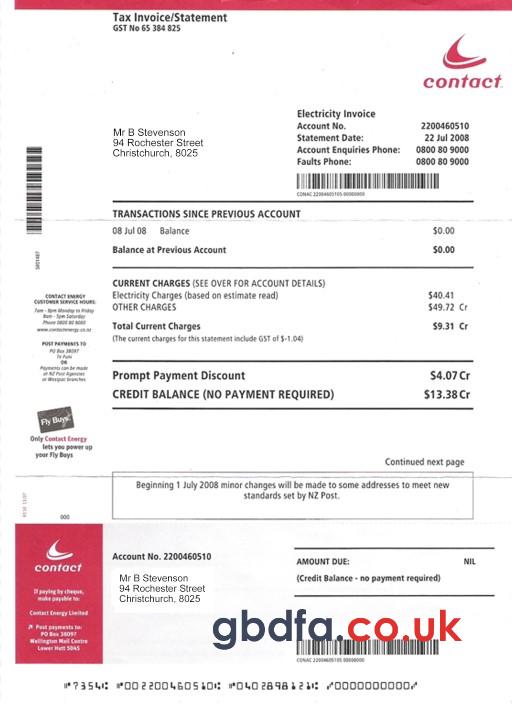 Tax Invoice/Statement
GST No 65 384 825
contact
Electricity Invoice
Account No. 2200460510
Statement Date: 22 Jul 2008
Account Enquiries Phone: 0800 80 9000
Faults Phone: 0800 80 9000
Mr B Stevenson
94 Rochester Street
Christchurch, 8025
CONAC 22004605105 00000000
TRANSACTIONS SINCE PREVIOUS ACCOUNT
08 Jul 08 Balance $0.00
Balance at Previous Account $0.00
CURRENT CHARGES (SEE OVER FOR ACCOUNT DETAILS)
Electricity Charges (based on estimate read) $40.41
OTHER CHARGES $49.72 Cr
Total Current Charges $9.31 Cr
(The current charges for this statement include GST of $-1.04)
Prompt Payment Discount $4.07 Cr
CREDIT BALANCE (NO PAYMENT REQUIRED) $13.38 Cr
CONTACT ENERGY
CUSTOMER SERVICE HOURS:
7am - 9pm Monday to Friday
8am - 5pm Saturday
Phone 0800 80 9000
www.contactenergy.co.nz
POST PAYMENTS TO
PO Box 38097
Te Puni
OR
Payments can be made
at NZ Post Agencies
or Westpac branches
Fly Buys
Only Contact Energy
lets you power up
your Fly Buys
Continued next page
Beginning 1 July 2008 minor changes will be made to some addresses to meet new
standards set by NZ Post.
000
contact
If paying by cheque,
make payable to:
Contact Energy Limited
Post payments to:
PO Box 38097
Wellington Mail Centre
Lower Hutt 5045
Account No. 2200460510
Mr B Stevenson
94 Rochester Street
Christchurch, 8025
AMOUNT DUE: NIL
(Credit Balance - no payment required)
gbdfa.co.uk
CONAC 22004605105 00000000